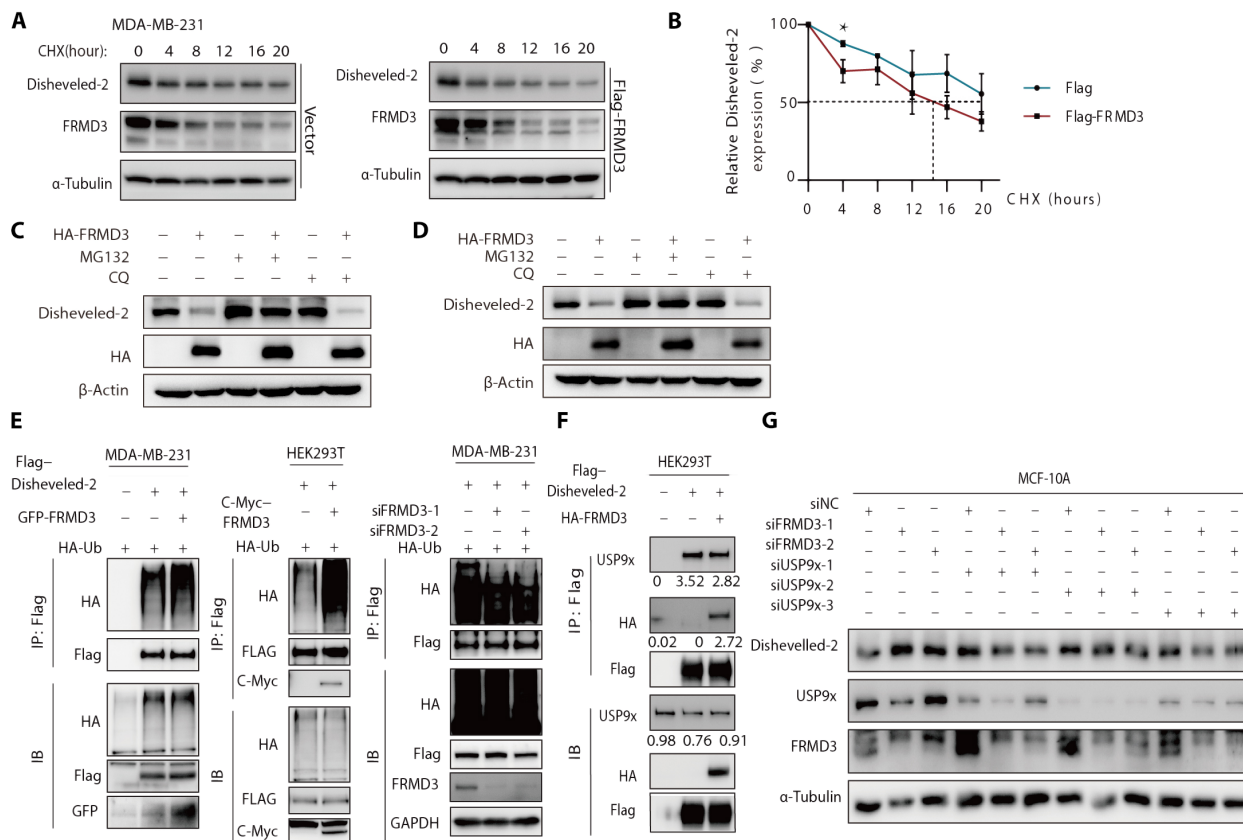 A
MDA-MB-231
CHX(hour): 0 4 8 12 16 20
Disheveled-2
FRMD3
α-Tubulin
Vector
0 4 8 12 16 20
Disheveled-2
FRMD3
α-Tubulin
Flag-FRMD3
B
Relative Disheveled-2
expression ( % )
100
50
0
*
0 4 8 12 16 20
CHX (hours)
Flag
Flag-FRMD3
C
HA-FRMD3 − + − + − +
MG132 − − + + − −
CQ − − − − + +
Disheveled-2
HA
β-Actin
D
HA-FRMD3 − + − + − +
MG132 − − + + − −
CQ − − − − + +
Disheveled-2
HA
β-Actin
E
MDA-MB-231
Flag–
Disheveled-2 − + +
GFP-FRMD3 − − +
HA-Ub + + +
IP: Flag
HA
Flag
IB
HA
Flag
GFP
HEK293T
+ +
C-Myc–
FRMD3 − +
HA-Ub + +
IP: Flag
HA
FLAG
C-Myc
IB
HA
FLAG
C-Myc
MDA-MB-231
+ + +
siFRMD3-1 − + −
siFRMD3-2 − − +
HA-Ub + + +
IP: Flag
HA
Flag
IB
HA
Flag
FRMD3
GAPDH
F
HEK293T
Flag–
Disheveled-2 − + +
HA-FRMD3 − − +
IP: Flag
USP9x
0 3.52 2.82
HA
0.02 0 2.72
Flag
IB
USP9x
0.98 0.76 0.91
HA
Flag
G
MCF-10A
siNC + − − + − − + − − + − −
siFRMD3-1 − + − − + − − + − − + −
siFRMD3-2 − − + − − + − − + − − +
siUSP9x-1 − − − + + + − − − − − −
siUSP9x-2 − − − − − − + + + − − −
siUSP9x-3 − − − − − − − − − + + +
Dishevelled-2
USP9x
FRMD3
α-Tubulin